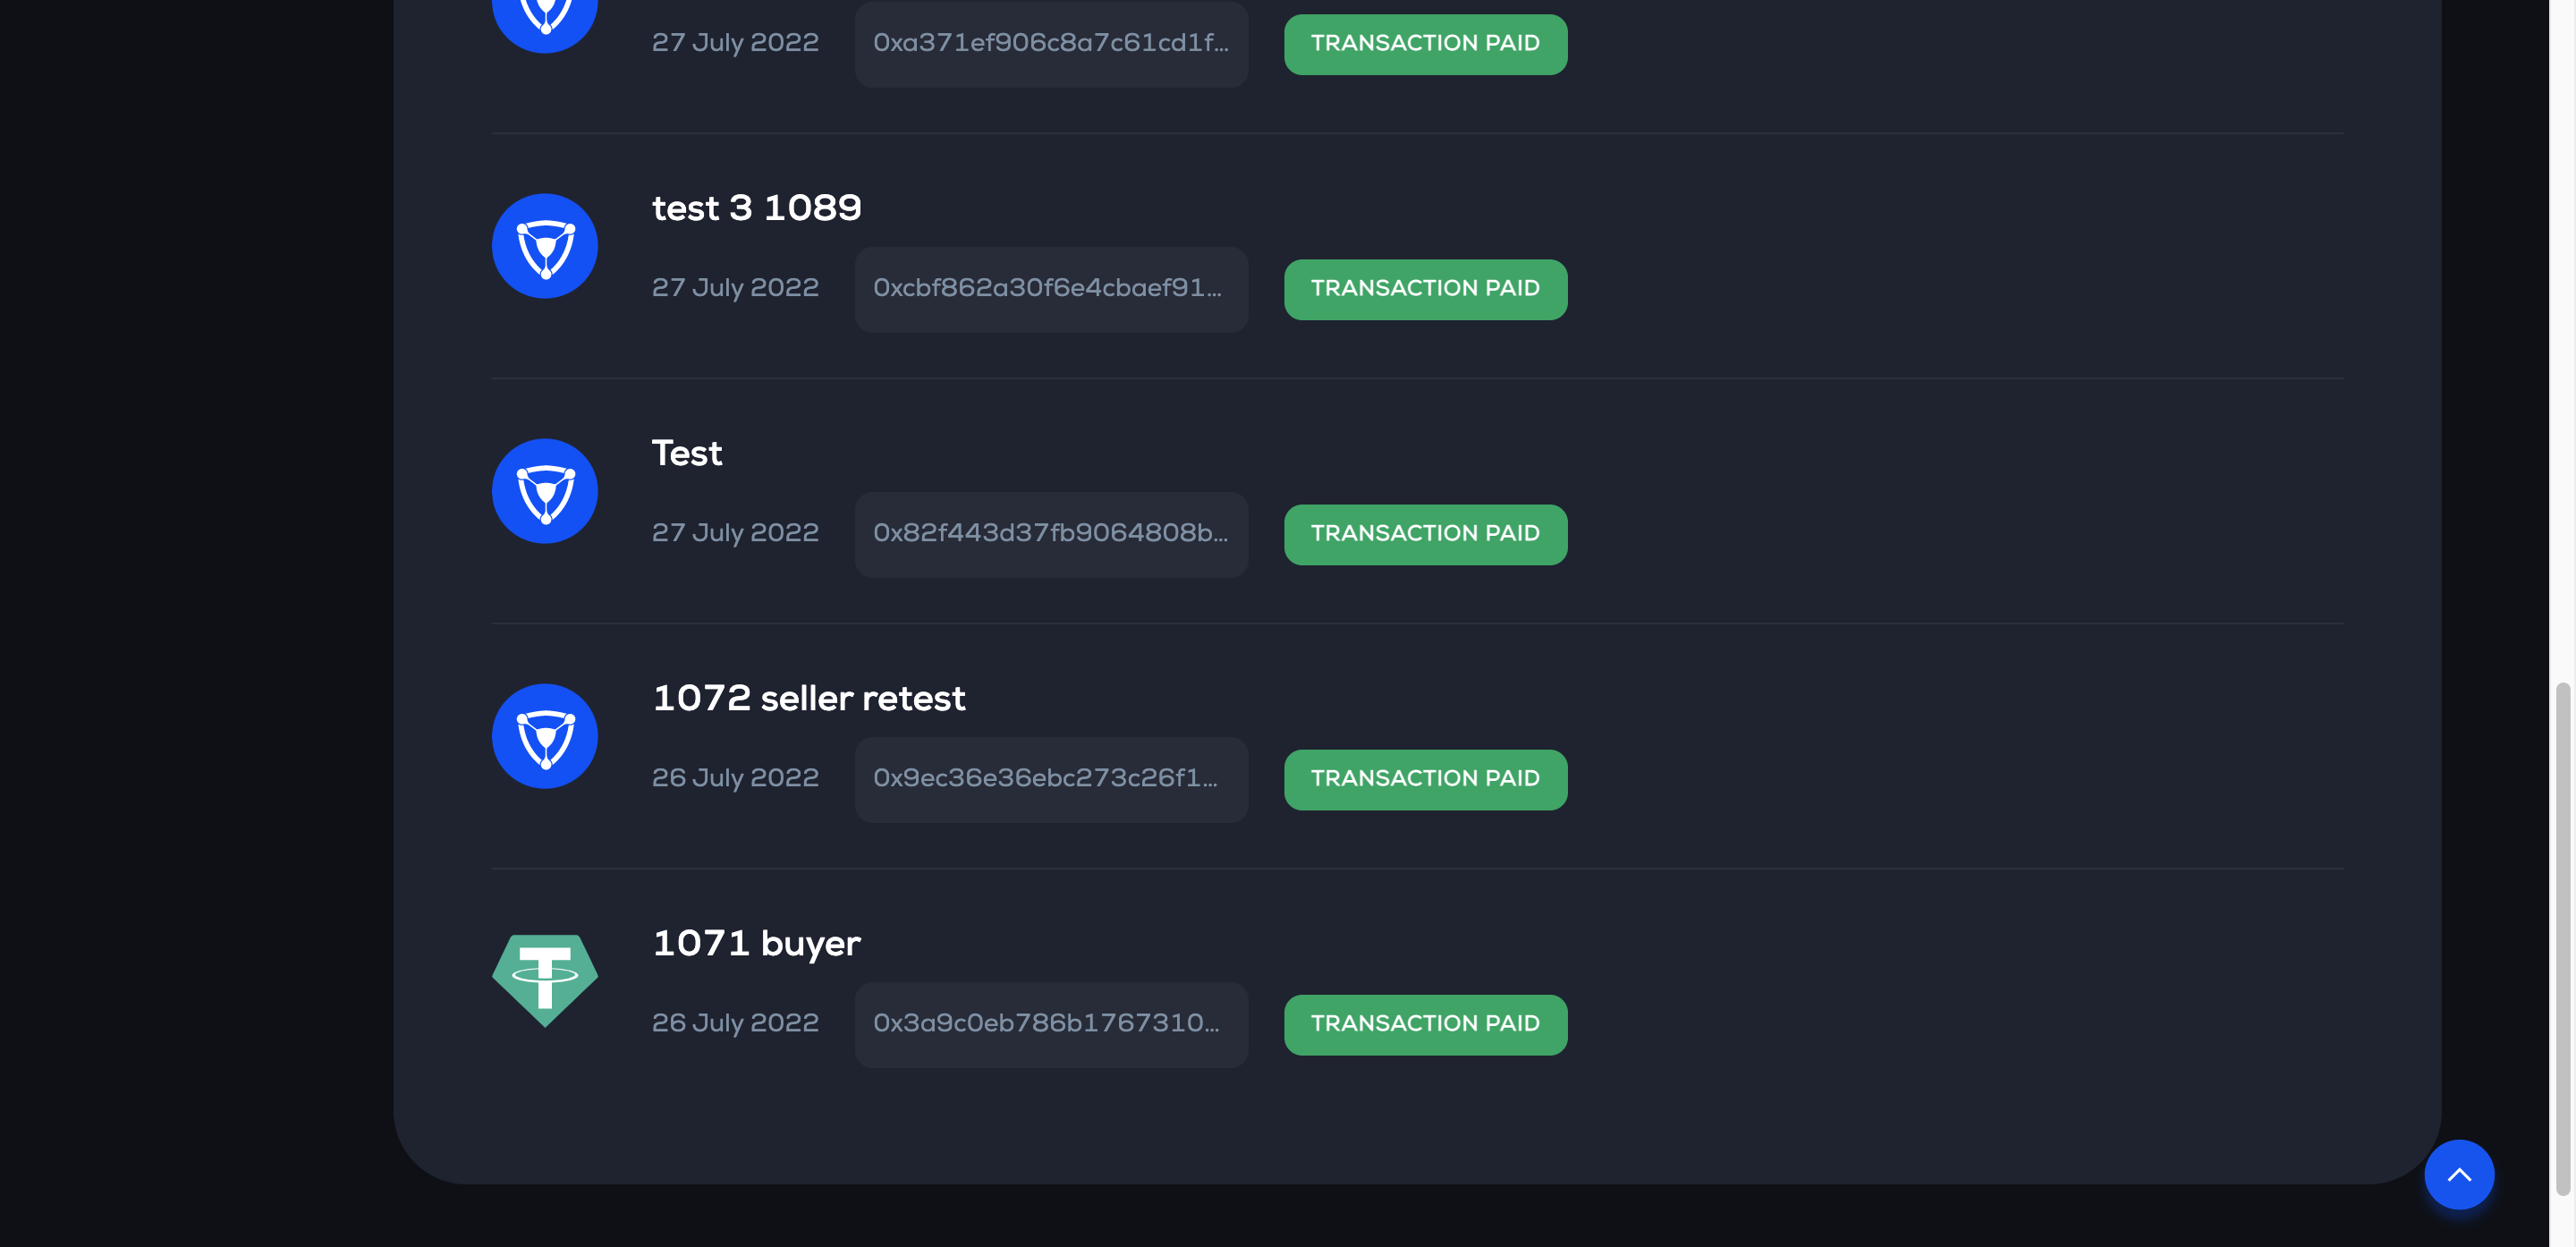 27 July 2022 0xa371ef906c8a7c61cd1f... TRANSACTION PAID
test 3 1089
27 July 2022 0xcbf862a30f6e4cbaef91... TRANSACTION PAID
Test
27 July 2022 0x82f443d37fb9064808b... TRANSACTION PAID
1072 seller retest
26 July 2022 0x9ec36e36ebc273c26f1... TRANSACTION PAID
1071 buyer
26 July 2022 0x3a9c0eb786b1767310... TRANSACTION PAID